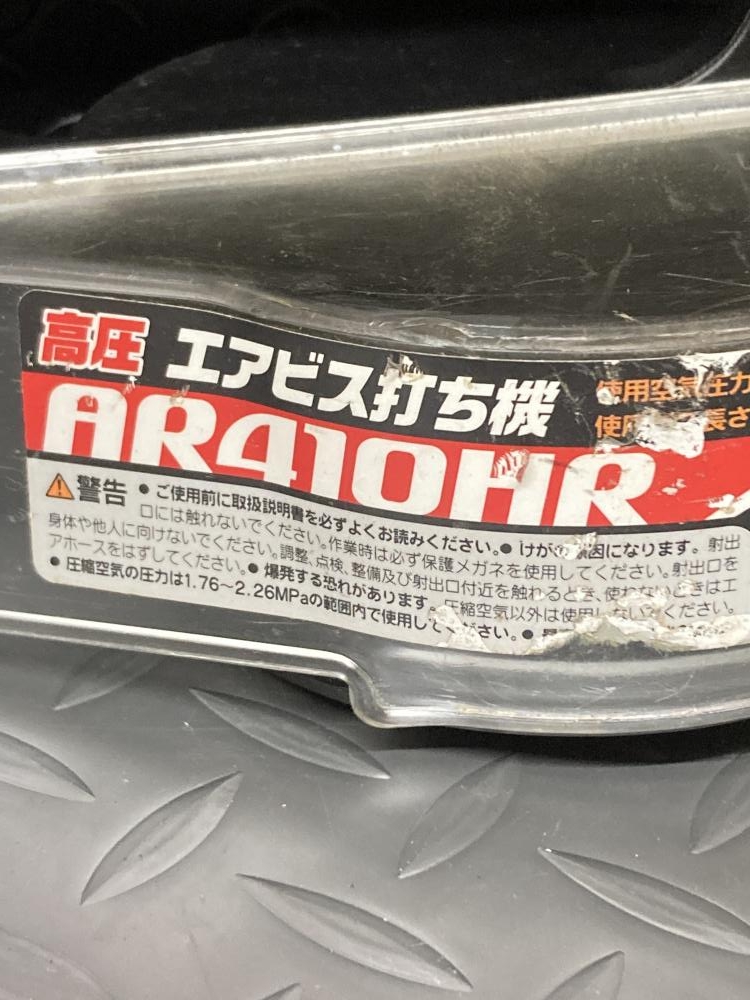 高圧 エアビス打ち機
使用空気圧力
使
長さ
AR410HR
警告 ● ご使用前に取扱説明書を必ずよくお読みください。● けがの原因になります。射出
口には触れないでください。作業時は必ず保護メガネを使用してください。射出口を
身体や他人に向けないでください。調整、点検、整備及び射出口付近を触れるとき、使わないときはエ
アホースをはずしてください。● 爆発する恐れがあります。圧縮空気以外は使用しないでください。
● 圧縮空気の圧力は1.76～2.26MPaの範囲内で使用してください。●